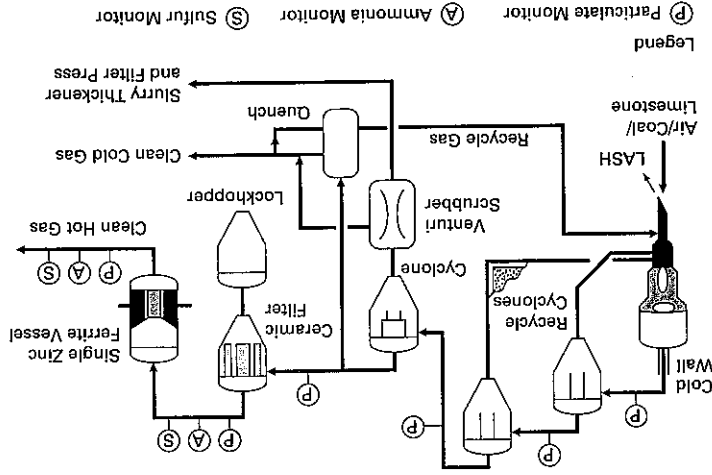 P
P
P
P
P A S
Cold
Wall
Recycle
Cyclones
Cyclone
Ceramic
Filter
Single Zinc
Ferrite Vessel
P A S
Clean Hot Gas
Venturi
Scrubber
Lockhopper
LASH
Air/Coal/
Limestone
Recycle Gas
Clean Cold Gas
Quench
Slurry Thickener
and Filter Press
Legend
P Particulate Monitor
A Ammonia Monitor
S Sulfur Monitor